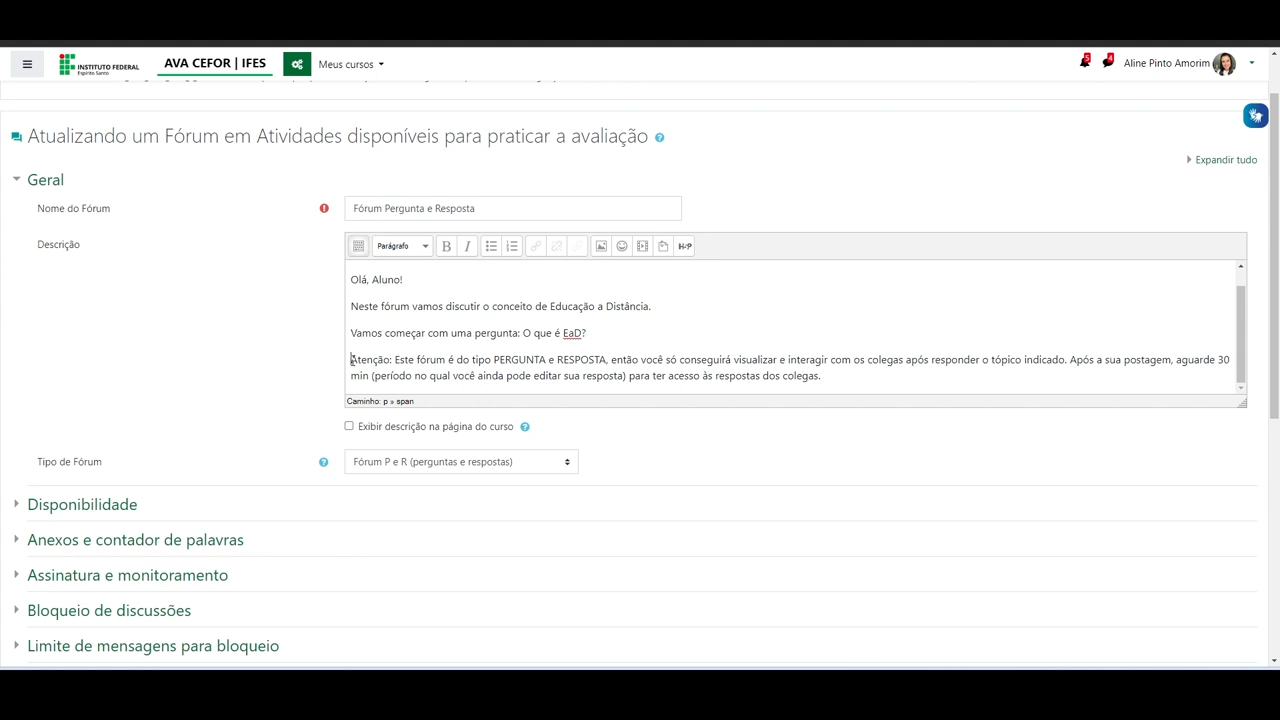 INSTITUTO FEDERAL
Espírito Santo
AVA CEFOR | IFES
Meus cursos
5
4
Aline Pinto Amorim
Atualizando um Fórum em Atividades disponíveis para praticar a avaliação
Expandir tudo
Geral
Nome do Fórum
Fórum Pergunta e Resposta
Descrição
Parágrafo
B I
H-P
Olá, Aluno!
Neste fórum vamos discutir o conceito de Educação a Distância.
Vamos começar com uma pergunta: O que é EaD?
Atenção: Este fórum é do tipo PERGUNTA e RESPOSTA, então você só conseguirá visualizar e interagir com os colegas após responder o tópico indicado. Após a sua postagem, aguarde 30
min (período no qual você ainda pode editar sua resposta) para ter acesso às respostas dos colegas.
Caminho: p » span
Exibir descrição na página do curso
Tipo de Fórum
Fórum P e R (perguntas e respostas)
Disponibilidade
Anexos e contador de palavras
Assinatura e monitoramento
Bloqueio de discussões
Limite de mensagens para bloqueio